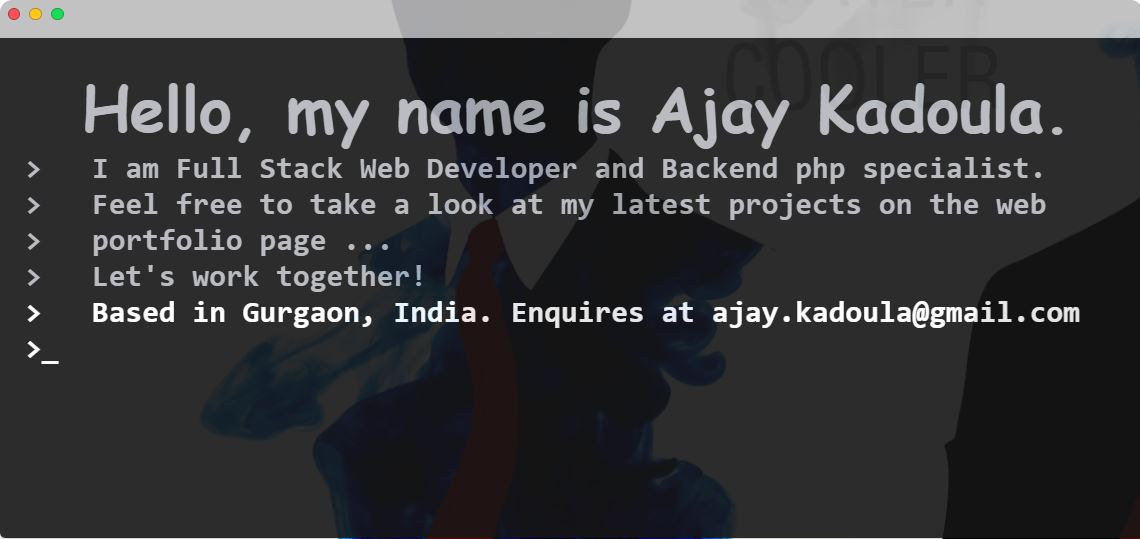 COOLER
Hello, my name is Ajay Kadoula.
> I am Full Stack Web Developer and Backend php specialist.
> Feel free to take a look at my latest projects on the web
> portfolio page ...
> Let's work together!
> Based in Gurgaon, India. Enquires at ajay.kadoula@gmail.com
>_